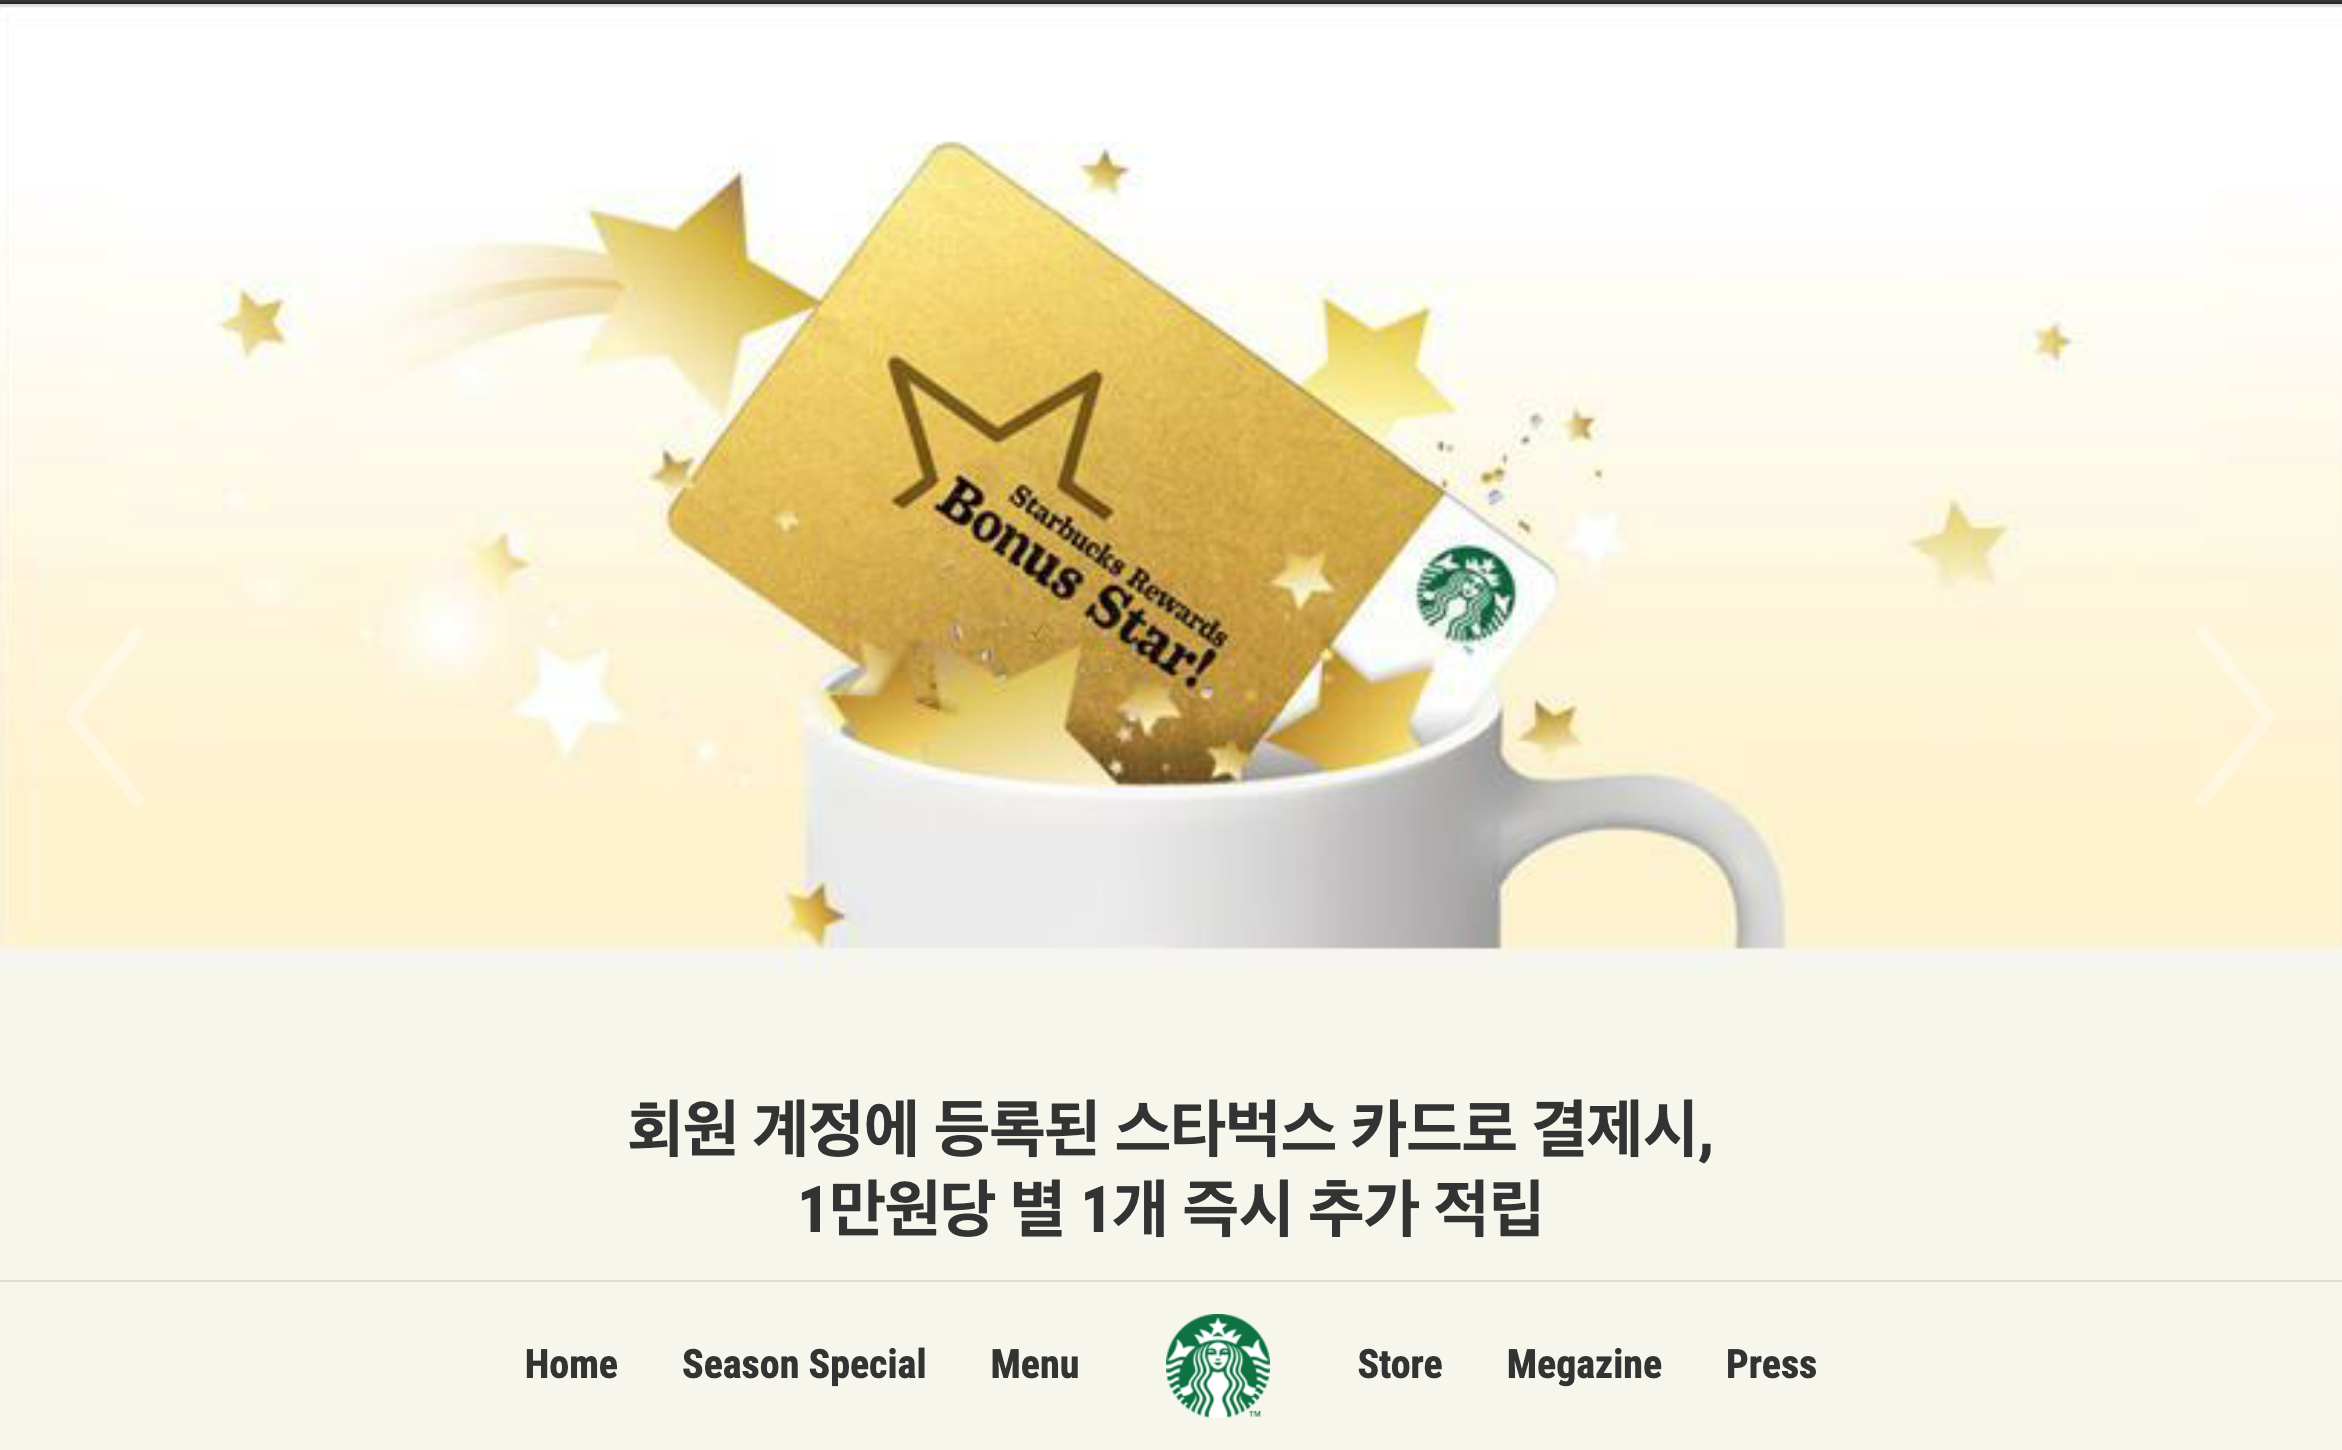 Starbucks Rewards
Bonus Star!
회원 계정에 등록된 스타벅스 카드로 결제시,
1만원당 별 1개 즉시 추가 적립
Home Season Special Menu Store Megazine Press
TM